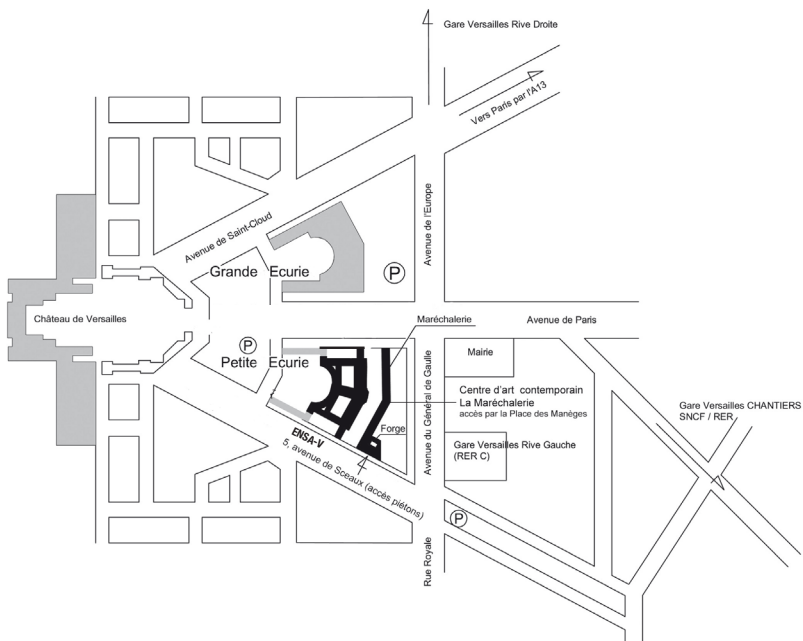 Gare Versailles Rive Droite
Vers Paris par l'A13
Avenue de Saint-Cloud
Avenue de l'Europe
Grande Ecurie
P
Château de Versailles
Maréchalerie
Avenue de Paris
P
Petite Ecurie
Mairie
Avenue du Général de Gaulle
Centre d'art contemporain
La Maréchalerie
accès par la Place des Manèges
Gare Versailles CHANTIERS
SNCF / RER
Forge
ENSA-V
5, avenue de Sceaux (accès piétons)
Gare Versailles Rive Gauche
(RER C)
P
Rue Royale